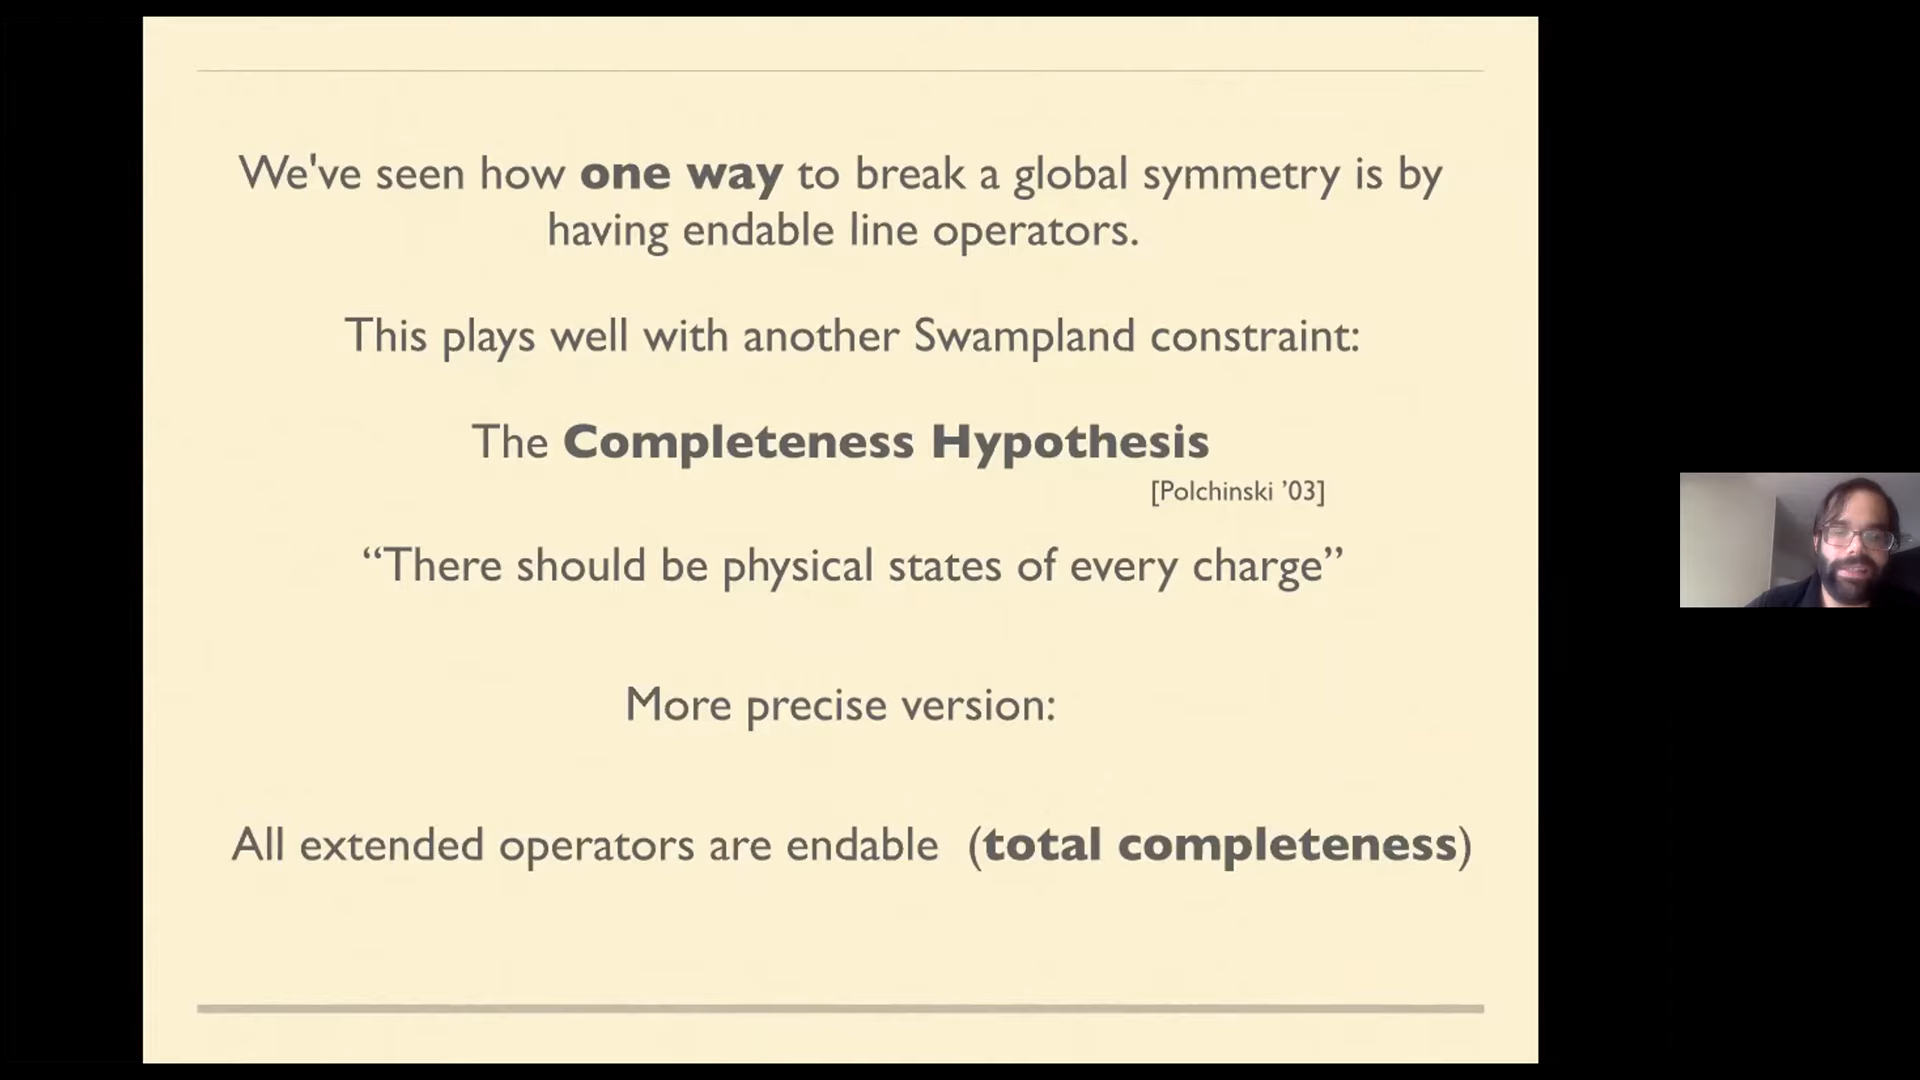 We've seen how one way to break a global symmetry is by
having endable line operators.
This plays well with another Swampland constraint:
The Completeness Hypothesis
[Polchinski ’03]
“There should be physical states of every charge”
More precise version:
All extended operators are endable (total completeness)